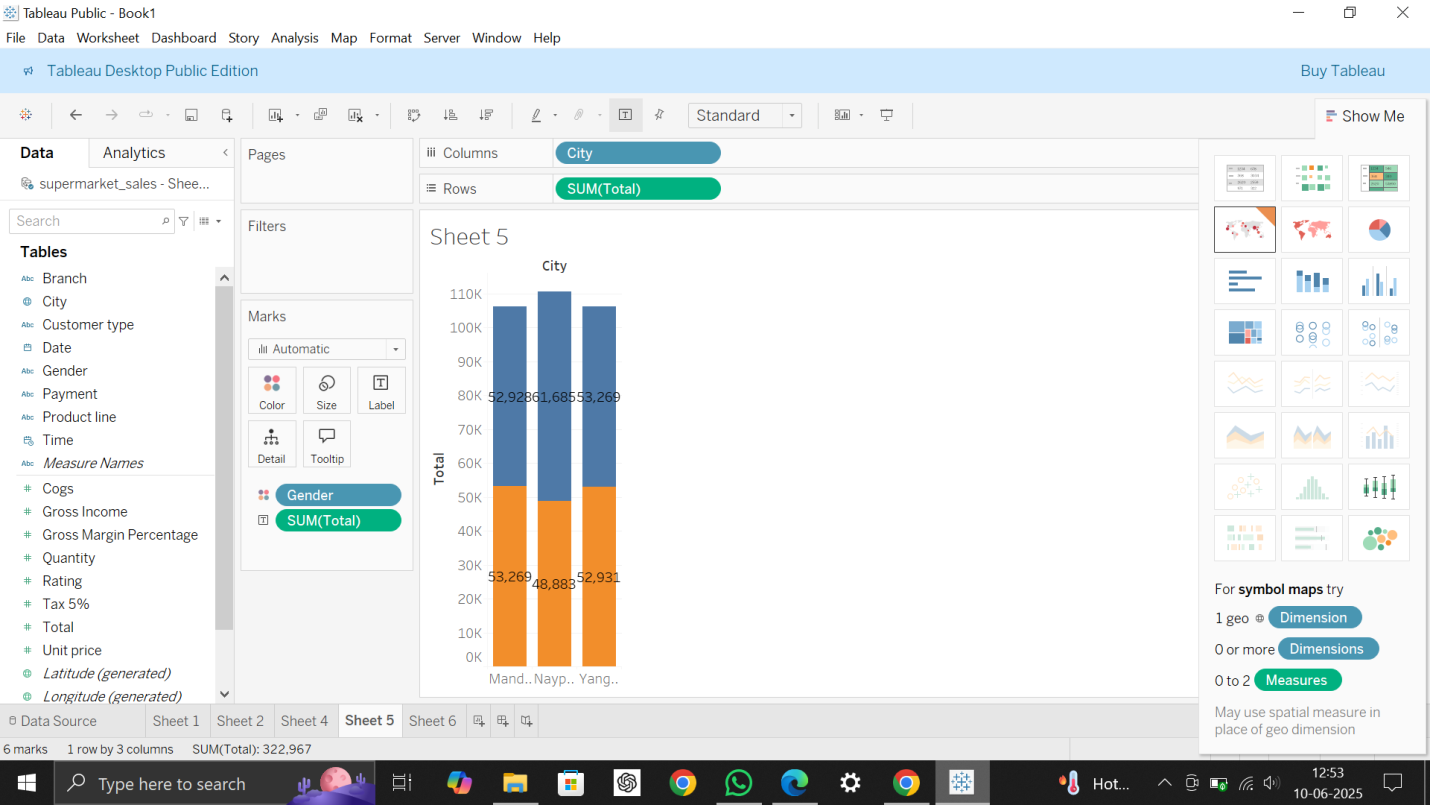 Tableau Public - Book1
File Data Worksheet Dashboard Story Analysis Map Format Server Window Help
Tableau Desktop Public Edition
Buy Tableau
Standard
Show Me
Data
Analytics
supermarket_sales - Shee...
Search
Tables
Abc Branch
City
Abc Customer type
Date
Abc Gender
Abc Payment
Abc Product line
Time
Abc Measure Names
# Cogs
# Gross Income
# Gross Margin Percentage
# Quantity
# Rating
# Tax 5%
# Total
# Unit price
Latitude (generated)
Longitude (generated)
Pages
Filters
Marks
Automatic
Color Size Label
Detail Tooltip
Gender
SUM(Total)
Columns City
Rows SUM(Total)
Sheet 5
City
110K
100K
90K
80K
70K
60K
50K
40K
30K
20K
10K
0K
Total
52,928 61,685 53,269
53,269 48,883 52,931
Mand.. Nayp.. Yang..
For symbol maps try
1 geo Dimension
0 or more Dimensions
0 to 2 Measures
May use spatial measure in
place of geo dimension
Data Source Sheet 1 Sheet 2 Sheet 4 Sheet 5 Sheet 6
6 marks 1 row by 3 columns SUM(Total): 322,967
Type here to search
Hot...
12:53
10-06-2025